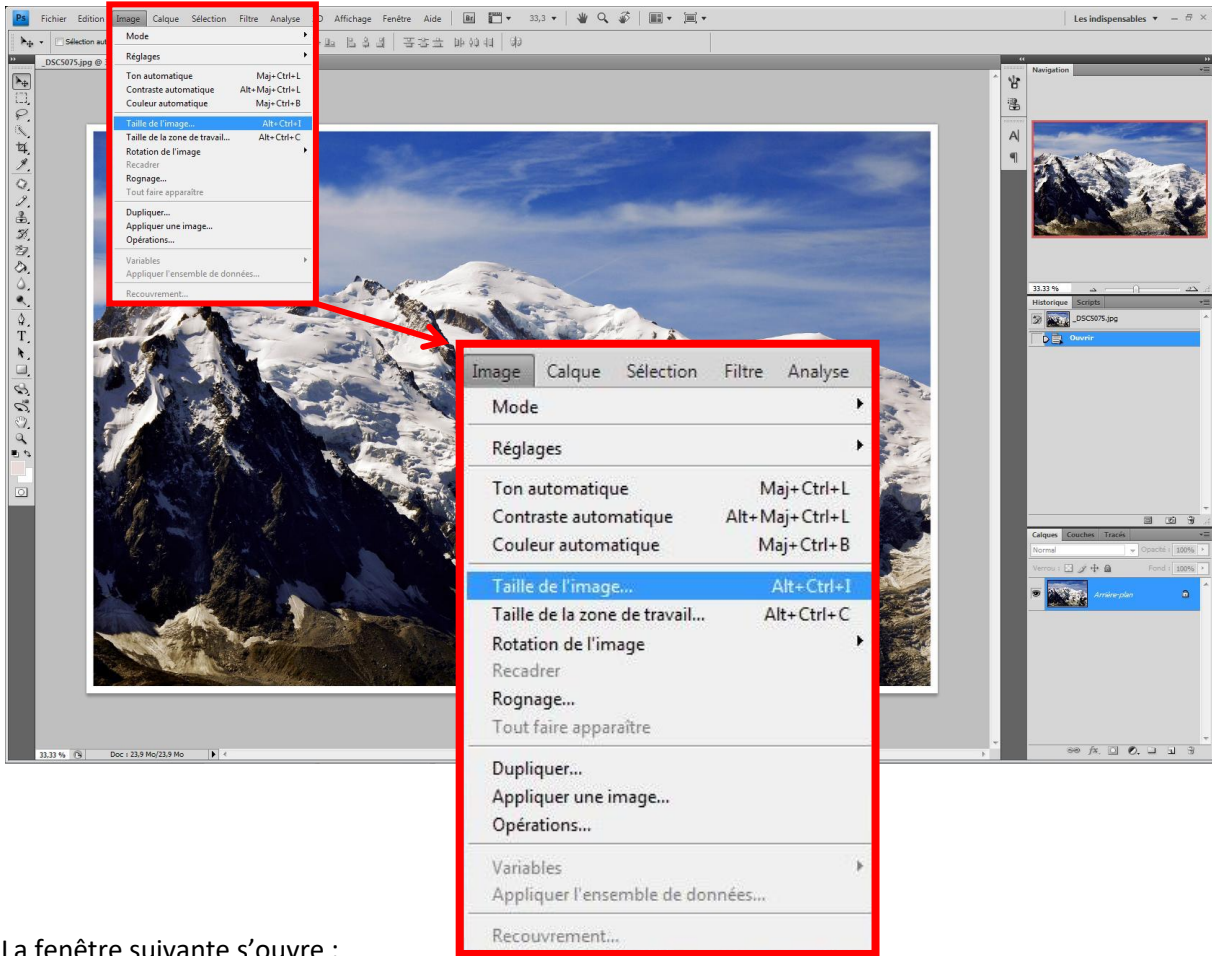 Ps Fichier Edition Image Calque Sélection Filtre Analyse 3D Affichage Fenêtre Aide Br 33,3 Les indispensables
Sélection aut
_DSC5075.jpg @ 3
Mode
Réglages
Ton automatique Maj+Ctrl+L
Contraste automatique Alt+Maj+Ctrl+L
Couleur automatique Maj+Ctrl+B
Taille de l'image... Alt+Ctrl+I
Taille de la zone de travail... Alt+Ctrl+C
Rotation de l'image
Recadrer
Rognage...
Tout faire apparaître
Dupliquer...
Appliquer une image...
Opérations...
Variables
Appliquer l'ensemble de données...
Recouvrement...
Navigation
33.33 %
Historique Scripts
_DSC5075.jpg
Ouvrir
Calques Couches Tracés
Normal Opacité : 100%
Verrou : Fond : 100%
Arrière-plan
33.33 % Doc : 23,9 Mo/23,9 Mo
Image Calque Sélection Filtre Analyse
Mode
Réglages
Ton automatique Maj+Ctrl+L
Contraste automatique Alt+Maj+Ctrl+L
Couleur automatique Maj+Ctrl+B
Taille de l'image... Alt+Ctrl+I
Taille de la zone de travail... Alt+Ctrl+C
Rotation de l'image
Recadrer
Rognage...
Tout faire apparaître
Dupliquer...
Appliquer une image...
Opérations...
Variables
Appliquer l'ensemble de données...
Recouvrement...
La fenêtre suivante s'ouvre :